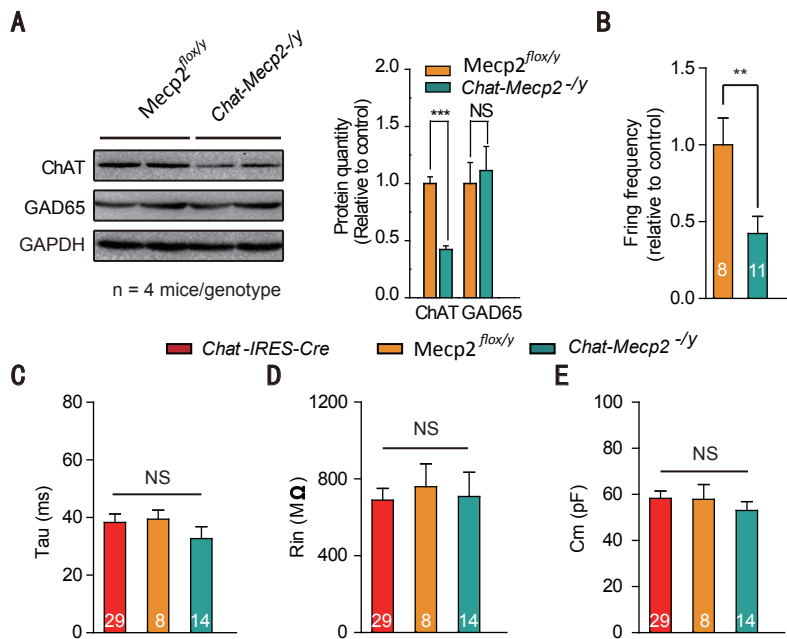 A
Mecp2flox/y
Chat-Mecp2-/y
ChAT
GAD65
GAPDH
n = 4 mice/genotype
Protein quantity
(Relative to control)
2.0
1.5
1.0
0.5
0.0
Mecp2flox/y
Chat-Mecp2-/y
***
NS
ChAT GAD65
B
Fring frequency
(relative to control)
1.5
1.0
0.5
0.0
**
8
11
Chat-IRES-Cre
Mecp2flox/y
Chat-Mecp2-/y
C
Tau (ms)
80
60
40
20
0
NS
29
8
14
D
Rin (MΩ)
1200
800
400
0
NS
29
8
14
E
Cm (pF)
100
80
60
40
20
0
NS
29
8
14